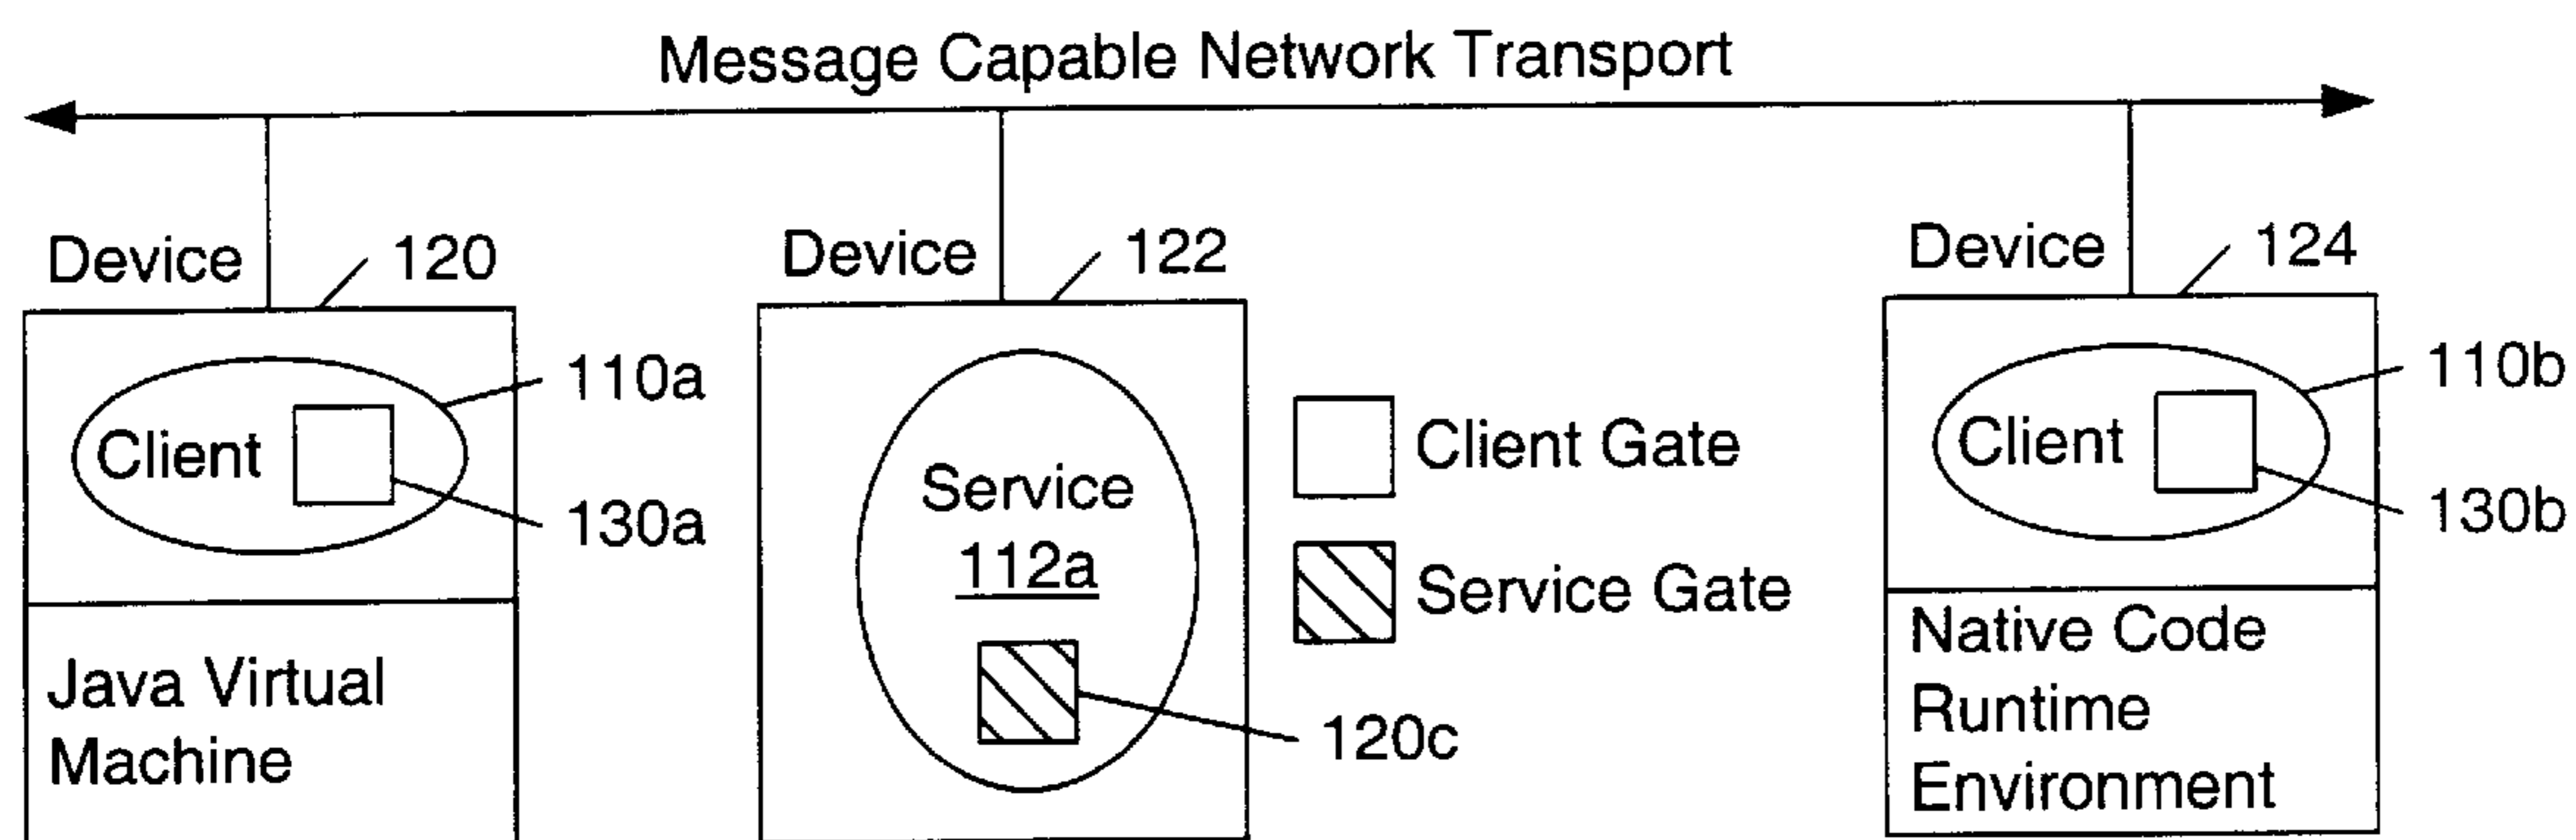 Message Capable Network Transport
Device
120
Device
122
Device
124
110a
Client
130a
Service
112a
120c
Client Gate
Service Gate
110b
Client
130b
Java Virtual
Machine
Native Code
Runtime
Environment